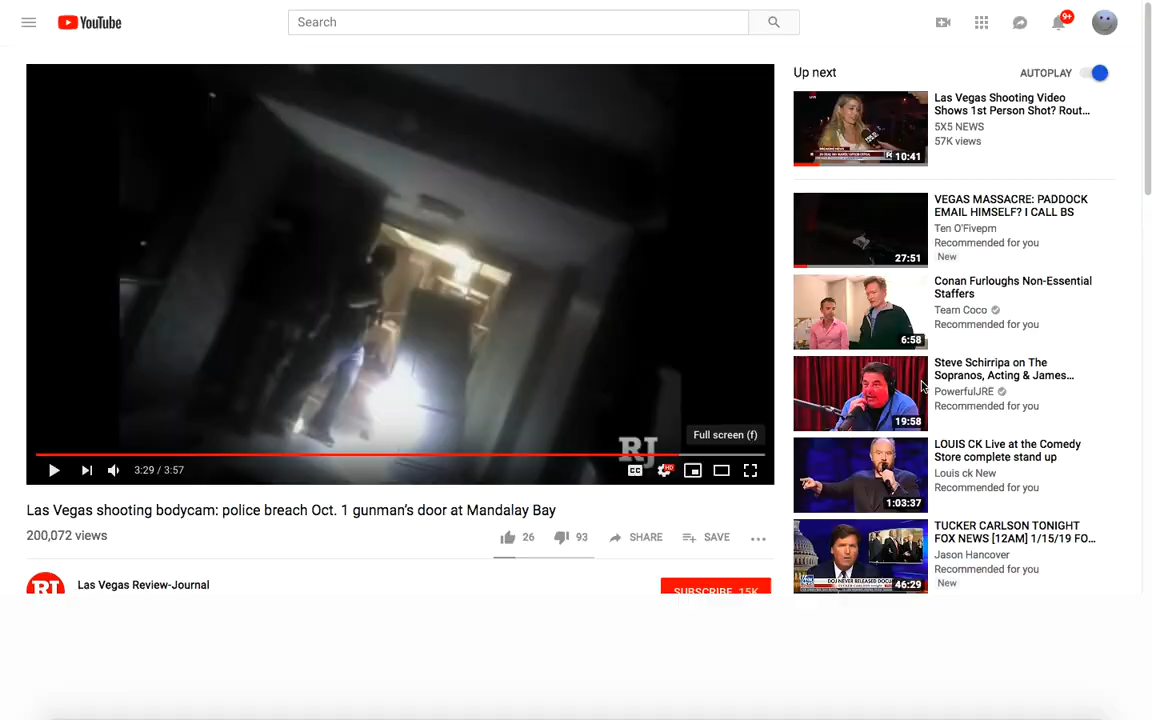 YouTube
Search
9+
Up next
AUTOPLAY
10:41
Las Vegas Shooting Video
Shows 1st Person Shot? Rout...
5X5 NEWS
57K views
27:51
VEGAS MASSACRE: PADDOCK
EMAIL HIMSELF? I CALL BS
Ten O'Fivepm
Recommended for you
New
6:58
Conan Furloughs Non-Essential
Staffers
Team Coco
Recommended for you
19:58
Steve Schirripa on The
Sopranos, Acting & James...
PowerfulJRE
Recommended for you
1:03:37
LOUIS CK Live at the Comedy
Store complete stand up
Louis ck New
Recommended for you
46:29
TUCKER CARLSON TONIGHT
FOX NEWS [12AM] 1/15/19 FO...
Jason Hancover
Recommended for you
New
RJ
Full screen (f)
3:29 / 3:57
CC
HD
Las Vegas shooting bodycam: police breach Oct. 1 gunman's door at Mandalay Bay
200,072 views
26
93
SHARE
SAVE
RJ
Las Vegas Review-Journal
SUBSCRIBE 15K